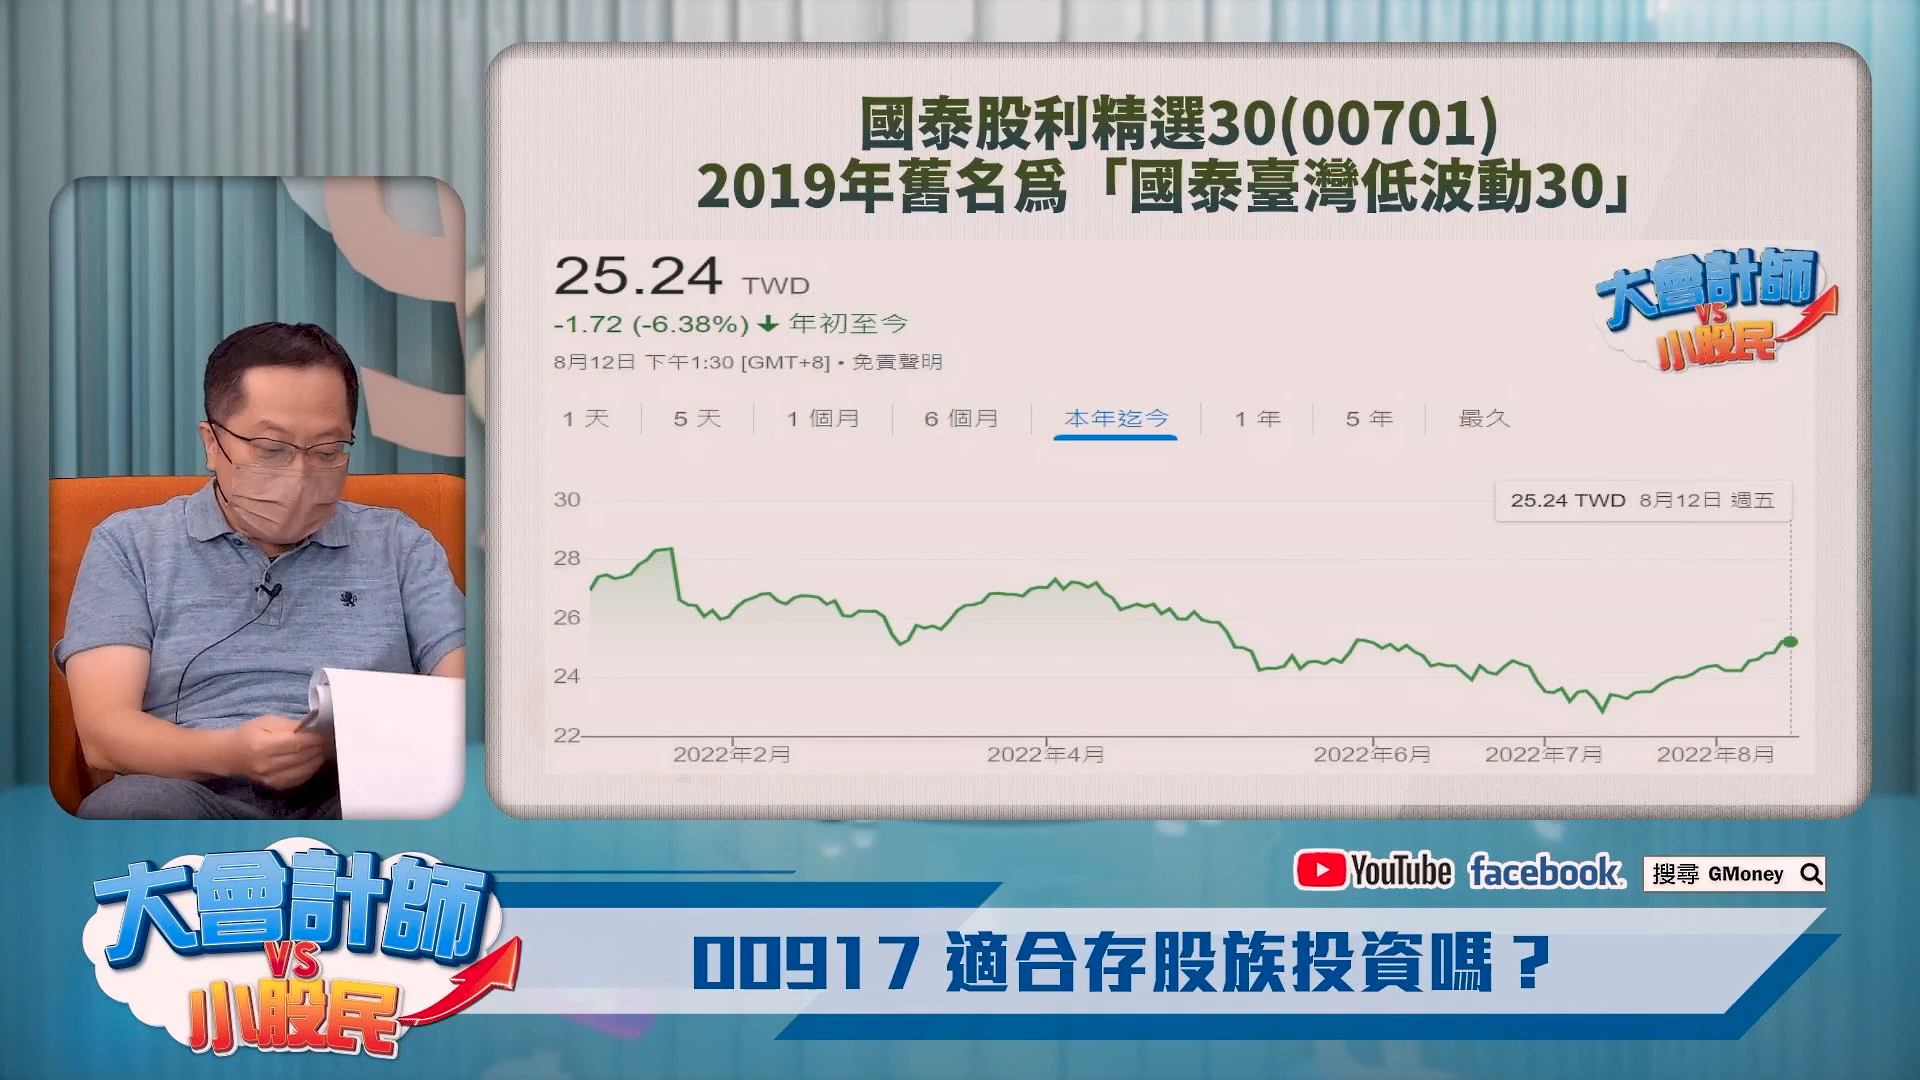 國泰股利精選30(00701)
2019年舊名爲「國泰臺灣低波動30」
25.24 TWD
-1.72 (-6.38%) ↓ 年初至今
8月12日 下午1:30 [GMT+8] • 免責聲明
大會計師
VS
小股民
1 天 5 天 1 個月 6 個月 本年迄今 1 年 5 年 最久
30
25.24 TWD 8月12日 週五
28
26
24
22
2022年2月 2022年4月 2022年6月 2022年7月 2022年8月
YouTube facebook. 搜尋 GMoney
大會計師
VS
小股民
00917 適合存股族投資嗎？